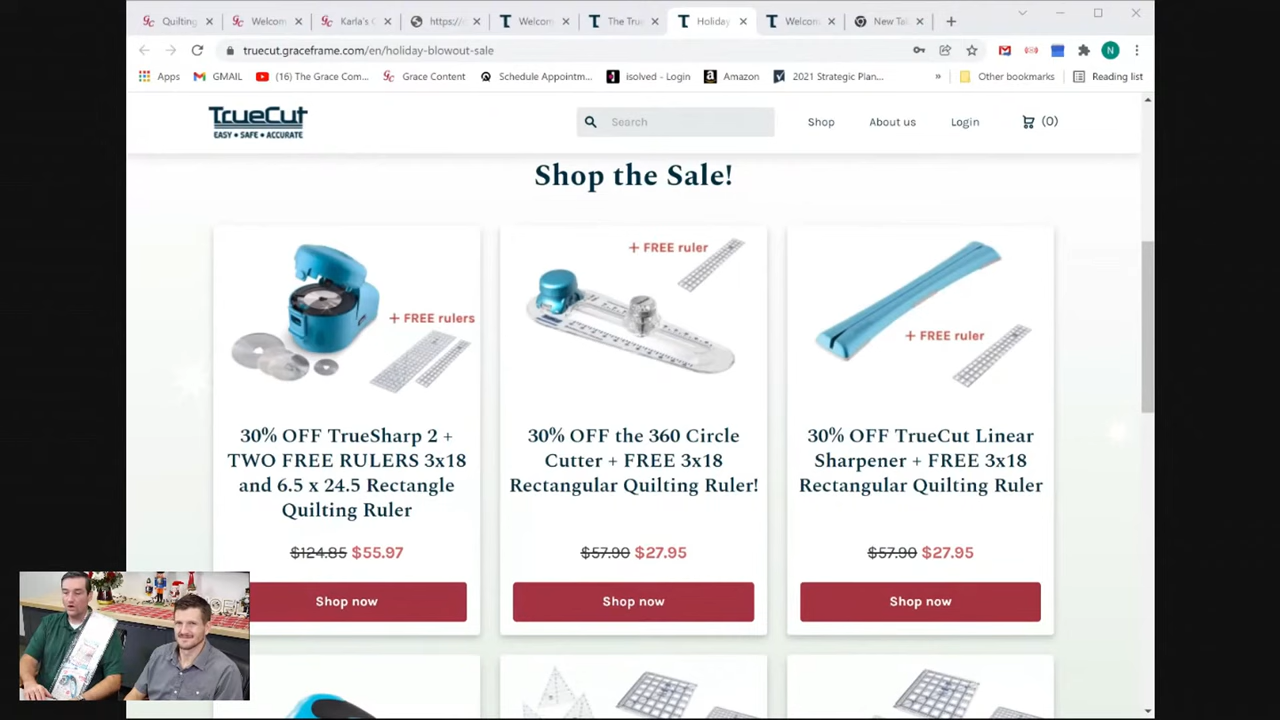 Quilting
Welcom
Karla's C
https://c
Welcom
The Tru
Holiday
Welcom
New Tab
truecut.graceframe.com/en/holiday-blowout-sale
N
Apps
GMAIL
(16) The Grace Com...
Grace Content
Schedule Appointm...
isolved - Login
Amazon
2021 Strategic Plan...
»
Other bookmarks
Reading list
TrueCut
EASY • SAFE • ACCURATE
Search
Shop
About us
Login
(0)
Shop the Sale!
+ FREE rulers
30% OFF TrueSharp 2 +
TWO FREE RULERS 3x18
and 6.5 x 24.5 Rectangle
Quilting Ruler
$124.85 $55.97
Shop now
+ FREE ruler
30% OFF the 360 Circle
Cutter + FREE 3x18
Rectangular Quilting Ruler!
$57.90 $27.95
Shop now
+ FREE ruler
30% OFF TrueCut Linear
Sharpener + FREE 3x18
Rectangular Quilting Ruler
$57.90 $27.95
Shop now